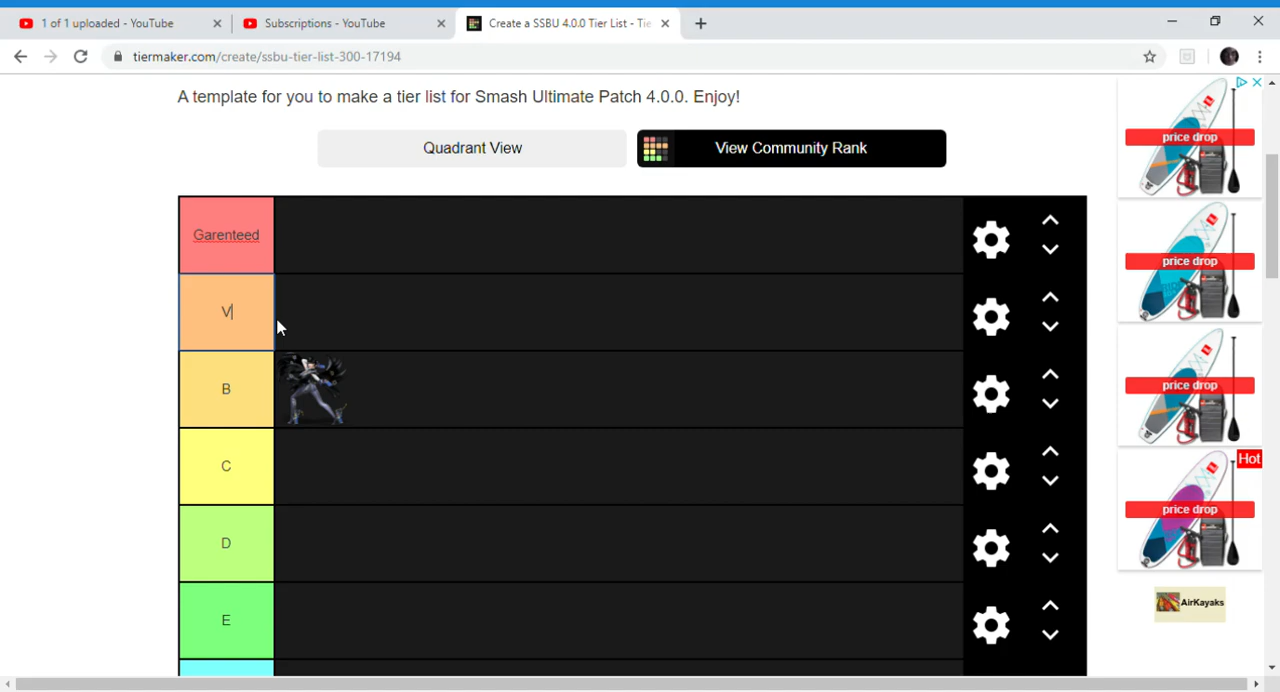 1 of 1 uploaded - YouTube
Subscriptions - YouTube
Create a SSBU 4.0.0 Tier List - Tie
tiermaker.com/create/ssbu-tier-list-300-17194
A template for you to make a tier list for Smash Ultimate Patch 4.0.0. Enjoy!
Quadrant View
View Community Rank
Garenteed
V
B
C
D
E
price drop
price drop
price drop
Hot
price drop
AirKayaks